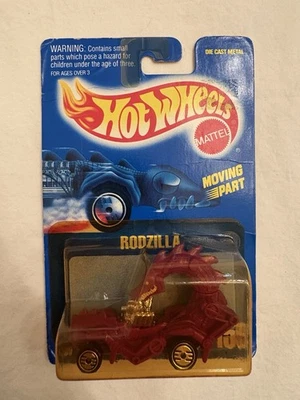 WARNING: Contains small
parts which pose a hazard for
children under the age of three.
FOR AGES OVER 3
DIE CAST METAL
Hot Wheels
MATTEL
MOVING
PART
RODZILLA